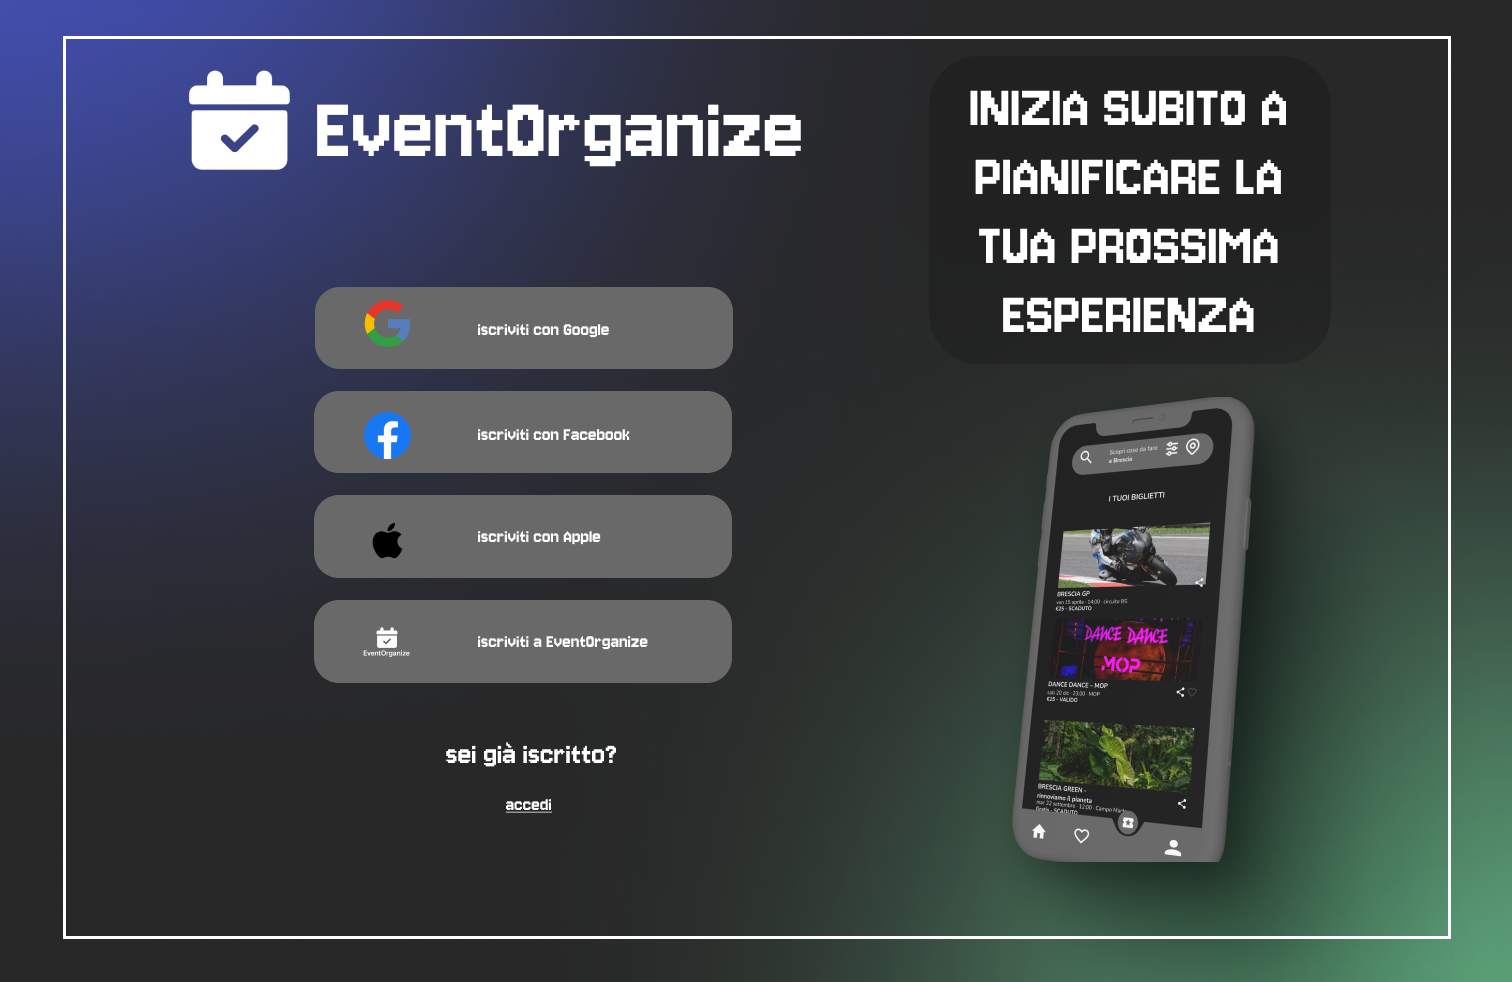 EventOrganize
iscriviti con Google
iscriviti con Facebook
iscriviti con Apple
EventOrganize
iscriviti a EventOrganize
sei già iscritto?
accedi
INIZIA SUBITO A
PIANIFICARE LA
TUA PROSSIMA
ESPERIENZA
Scopri cose da fare
a Brescia
I TUOI BIGLIETTI
BRESCIA GP
ven 15 aprile - 14:00 - circuito BS
€25 - SCADUTO
DANCE DANCE
MOP
DANCE DANCE - MOP
sab 20 dic - 23:00 - MOP
€15 - VALIDO
BRESCIA GREEN -
rinnoviamo il pianeta
mar 22 settembre - 12:00 - Campo Marte
Gratis - SCADUTO